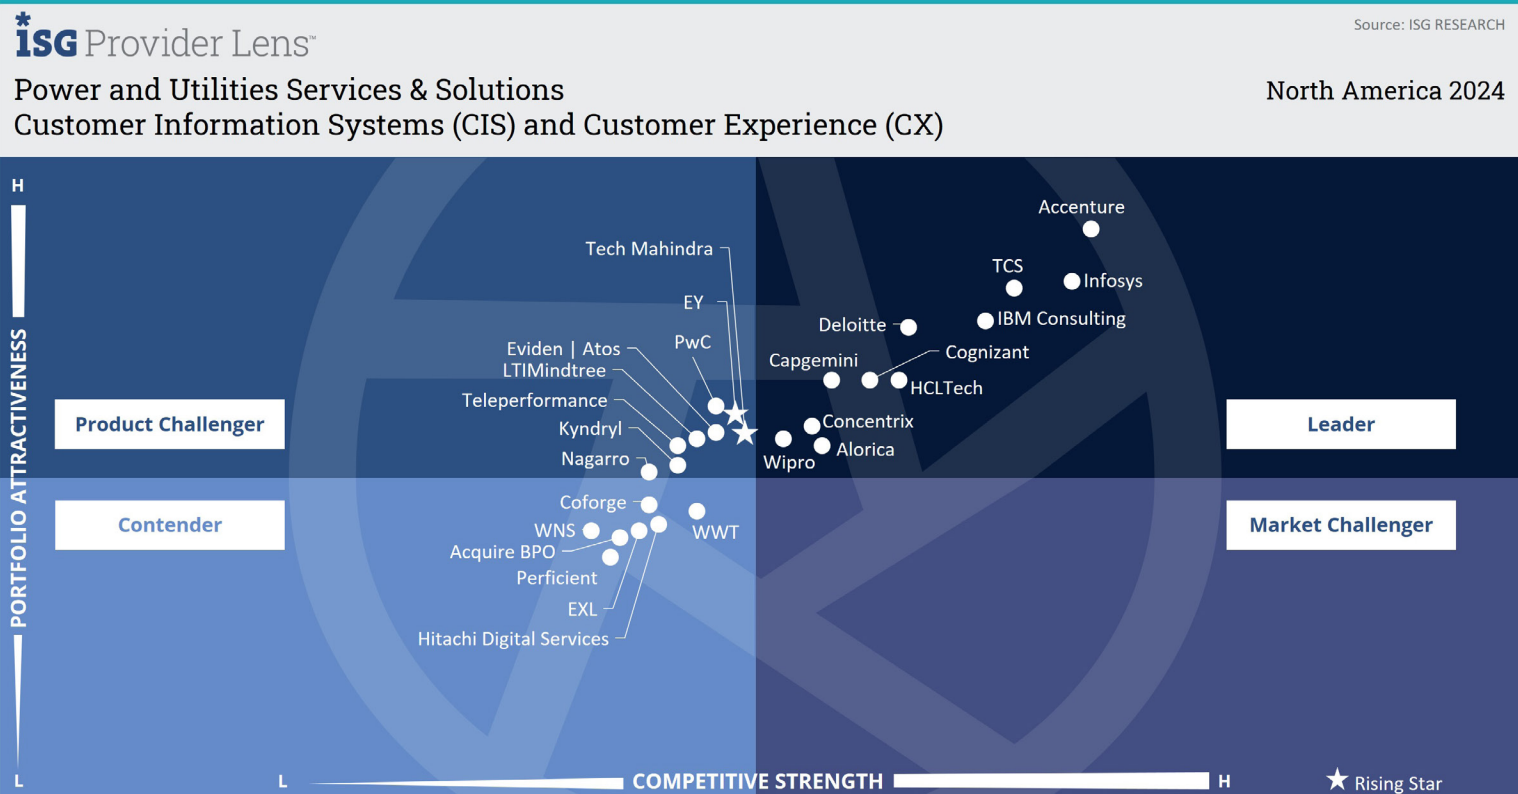 ISG Provider Lens™
Source: ISG RESEARCH
Power and Utilities Services & Solutions
North America 2024
Customer Information Systems (CIS) and Customer Experience (CX)
H
PORTFOLIO ATTRACTIVENESS
L
Accenture
Tech Mahindra
TCS
Infosys
EY
IBM Consulting
Deloitte
PwC
Eviden | Atos
Cognizant
Capgemini
LTIMindtree
HCLTech
Teleperformance
Product Challenger
Leader
Concentrix
Kyndryl
Alorica
Nagarro
Wipro
Coforge
Contender
Market Challenger
WNS
WWT
Acquire BPO
Perficient
EXL
Hitachi Digital Services
L
COMPETITIVE STRENGTH
H
Rising Star